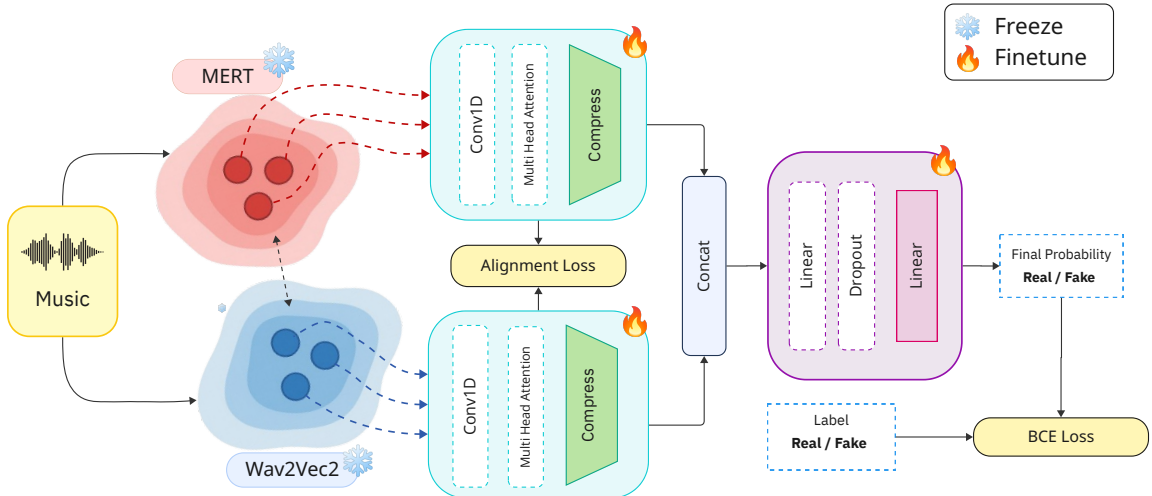 Freeze
Finetune
MERT
Music
Wav2Vec2
Conv1D
Multi Head Attention
Compress
Alignment Loss
Conv1D
Multi Head Attention
Compress
Concat
Linear
Dropout
Linear
Final Probability
Real / Fake
Label
Real / Fake
BCE Loss